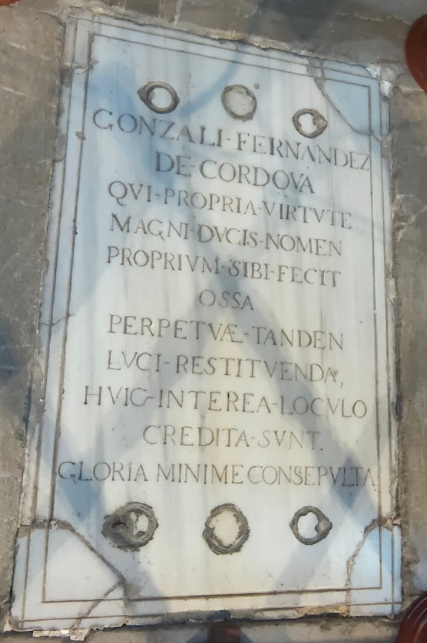 GONZALI-FERNANDEZ
DE-CORDOVA
QVI-PROPRIA-VIRTVTE
MAGNI-DVCIS-NOMEN
PROPRIVM-SIBI-FECIT
OSSA
PERPETVÆ-TANDEN
LVCI-RESTITVENDA,
HVIC-INTEREA-LOCVLO
CREDITA-SVNT.
GLORIA MINIME CONSEPVLTA